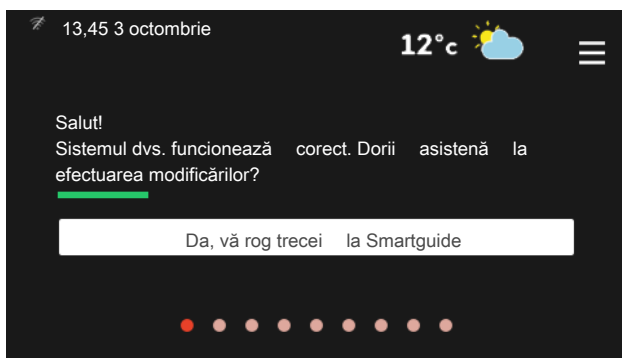 13,45 3 octombrie
12°c
Salut!
Sistemul dvs. funcionează corect. Dorii asistenă la
efectuarea modificărilor?
Da, vă rog trecei la Smartguide